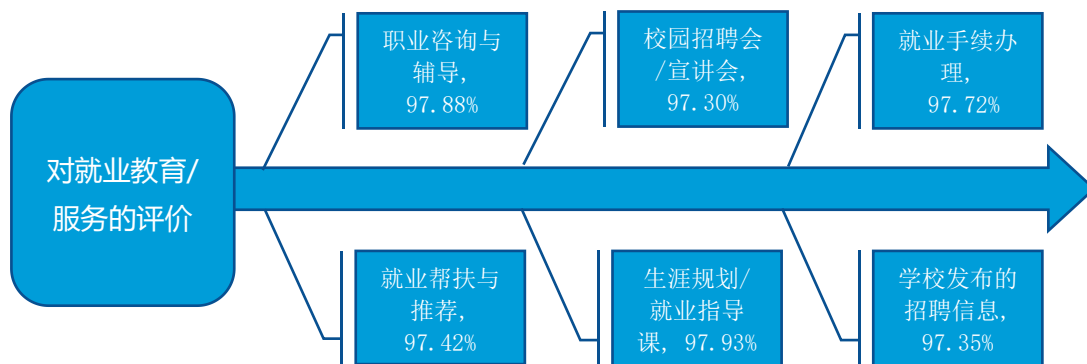 对就业教育/
服务的评价
职业咨询与
辅导,
97.88%
校园招聘会
/宣讲会,
97.30%
就业手续办
理,
97.72%
就业帮扶与
推荐,
97.42%
生涯规划/
就业指导
课, 97.93%
学校发布的
招聘信息,
97.35%